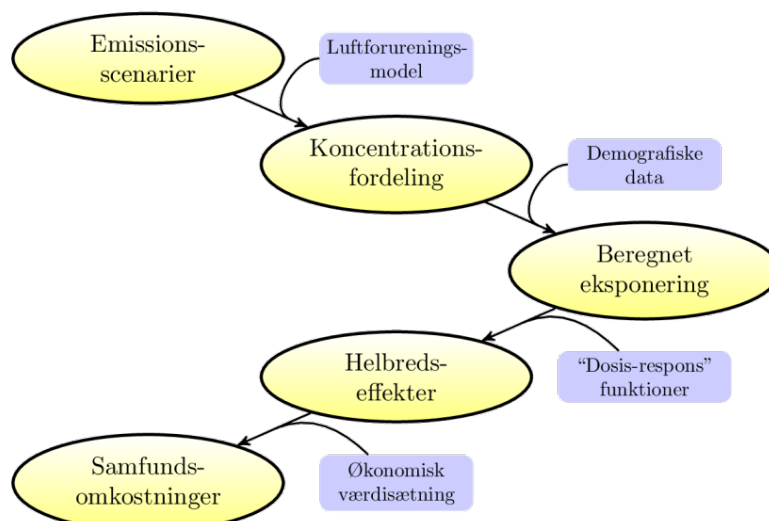 Emissions-
scenarier
Luftforurenings-
model
Koncentrations-
fordeling
Demografiske
data
Beregnet
eksponering
“Dosis-respons”
funktioner
Helbreds-
effekter
Økonomisk
værdisætning
Samfunds-
omkostninger